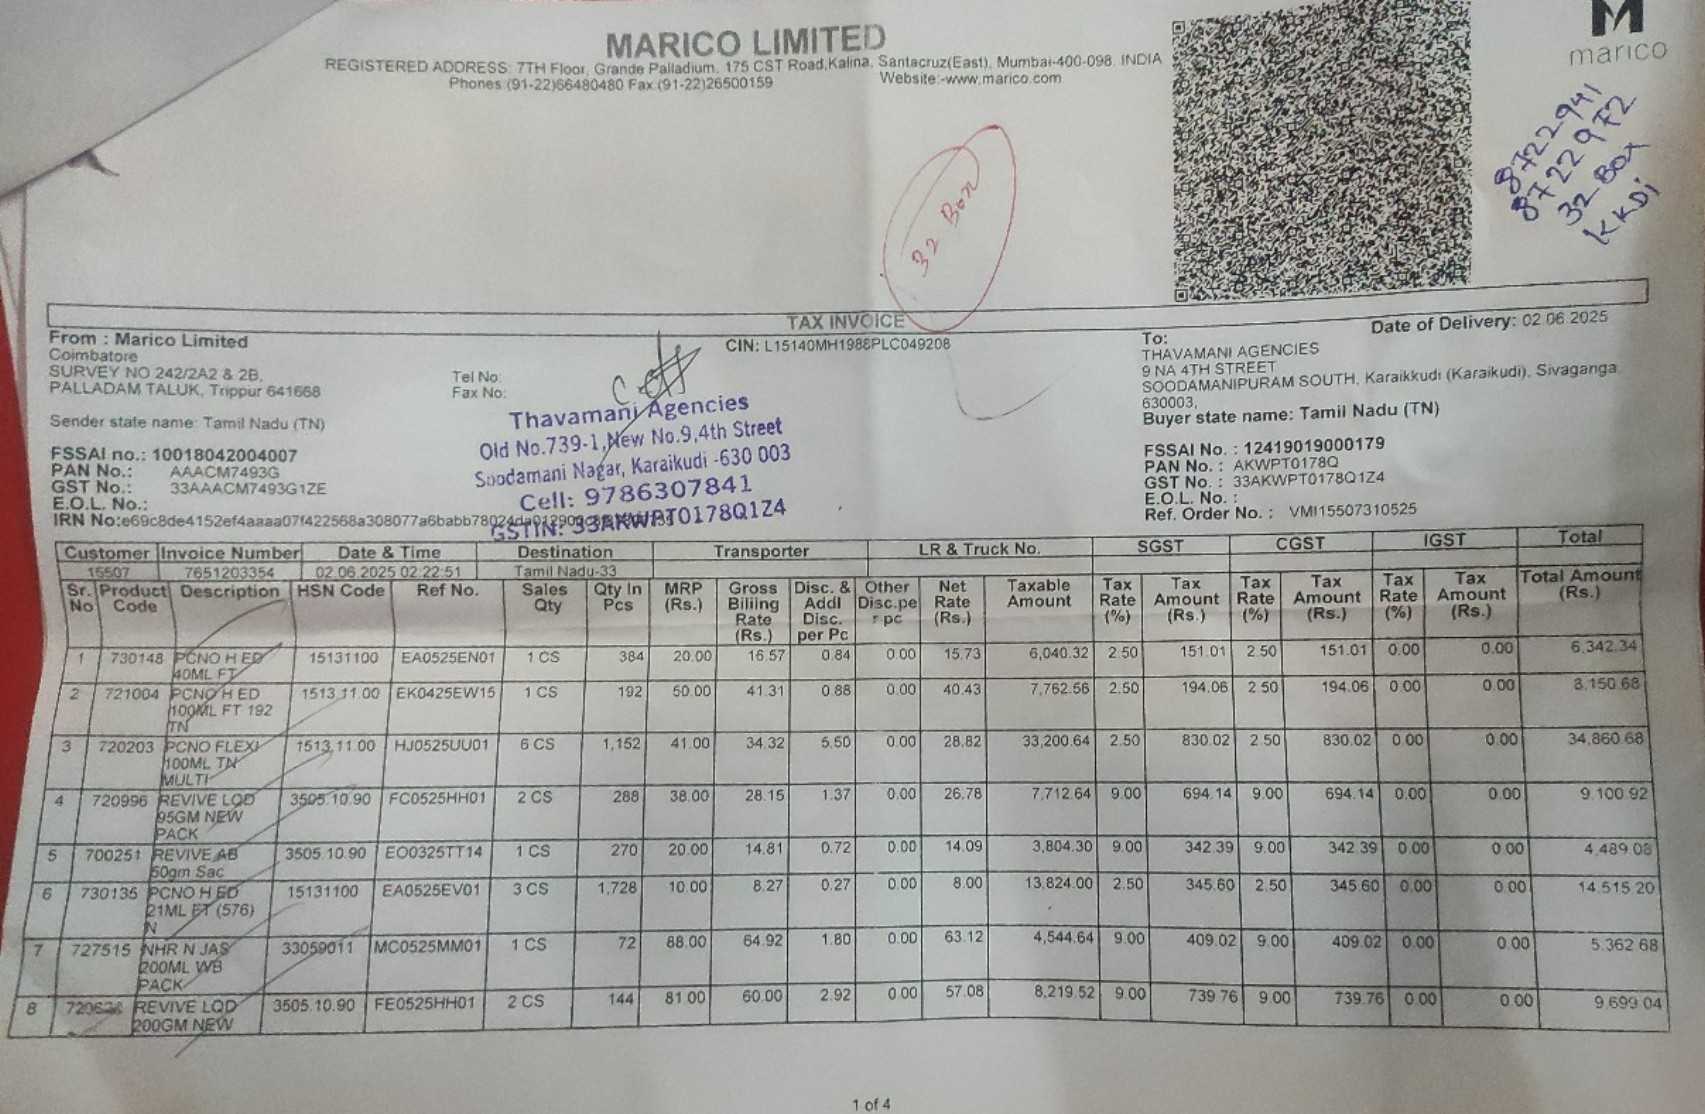 MARICO LIMITED
REGISTERED ADDRESS: 7TH Floor, Grande Palladium, 175 CST Road,Kalina, Santacruz(East), Mumbai-400-098. INDIA
Phones:(91-22)66480480 Fax:(91-22)26500159 Website:-www.marico.com
M
marico
8722941
87229F2
32 Box
KKDi
32 Box
TAX INVOICE
From : Marico Limited
Coimbatore
SURVEY NO 242/2A2 & 2B,
PALLADAM TALUK, Trippur 641668
Sender state name: Tamil Nadu (TN)
FSSAI no.: 10018042004007
PAN No.: AAACM7493G
GST No.: 33AAACM7493G1ZE
E.O.L. No.:
IRN No:e69c8de4152ef4aaaa07f422568a308077a6babb78024da
CIN: L15140MH1988PLC049208
Tel No:
Fax No:
Thavamani Agencies
Old No.739-1,New No.9,4th Street
Soodamani Nagar, Karaikudi -630 003
Cell: 9786307841
GSTIN: 33AKWPT0178Q1Z4
Date of Delivery: 02.06.2025
To:
THAVAMANI AGENCIES
9 NA 4TH STREET
SOODAMANIPURAM SOUTH, Karaikkudi (Karaikudi), Sivaganga,
630003,
Buyer state name: Tamil Nadu (TN)
FSSAI No. : 12419019000179
PAN No. : AKWPT0178Q
GST No. : 33AKWPT0178Q1Z4
E.O.L. No. :
Ref. Order No. : VMI15507310525
Customer Invoice Number Date & Time Destination Transporter LR & Truck No. SGST CGST IGST Total
15507 7651203354 02.06.2025 02:22:51 Tamil Nadu-33
Sr. No Product Code Description HSN Code Ref No. Sales Qty Qty In Pcs MRP (Rs.) Gross Biliing Rate (Rs.) Disc. & Addl Disc. per Pc Other Disc.pe r pc Net Rate (Rs.) Taxable Amount Tax Rate (%) Tax Amount (Rs.) Tax Rate (%) Tax Amount (Rs.) Tax Rate (%) Tax Amount (Rs.) Total Amount (Rs.)
1 730148 PCNO H ED 15131100 EA0525EN01 1 CS 384 20.00 16.57 0.84 0.00 15.73 6,040.32 2.50 151.01 2.50 151.01 0.00 0.00 6,342.34
40ML FT
2 721004 PCNO H ED 1513.11.00 EK0425EW15 1 CS 192 50.00 41.31 0.88 0.00 40.43 7,762.56 2.50 194.06 2.50 194.06 0.00 0.00 8,150.68
100ML FT 192
TN
3 720203 PCNO FLEXI 1513.11.00 HJ0525UU01 6 CS 1,152 41.00 34.32 5.50 0.00 28.82 33,200.64 2.50 830.02 2.50 830.02 0.00 0.00 34,860.68
100ML TN
MULTI
4 720996 REVIVE LQD 3505.10.90 FC0525HH01 2 CS 288 38.00 28.15 1.37 0.00 26.78 7,712.64 9.00 694.14 9.00 694.14 0.00 0.00 9,100.92
95GM NEW
PACK
5 700251 REVIVE AB 3505.10.90 EO0325TT14 1 CS 270 20.00 14.81 0.72 0.00 14.09 3,804.30 9.00 342.39 9.00 342.39 0.00 0.00 4,489.08
50gm Sac
6 730135 PCNO H ED 15131100 EA0525EV01 3 CS 1,728 10.00 8.27 0.27 0.00 8.00 13,824.00 2.50 345.60 2.50 345.60 0.00 0.00 14,515.20
21ML FT (576)
N
7 727515 NHR N JAS 33059011 MC0525MM01 1 CS 72 88.00 64.92 1.80 0.00 63.12 4,544.64 9.00 409.02 9.00 409.02 0.00 0.00 5,362.68
200ML WB
PACK
8 REVIVE LQD 3505.10.90 FE0525HH01 2 CS 144 81.00 60.00 2.92 0.00 57.08 8,219.52 9.00 739.76 9.00 739.76 0.00 0.00 9,699.04
200GM NEW
1 of 4